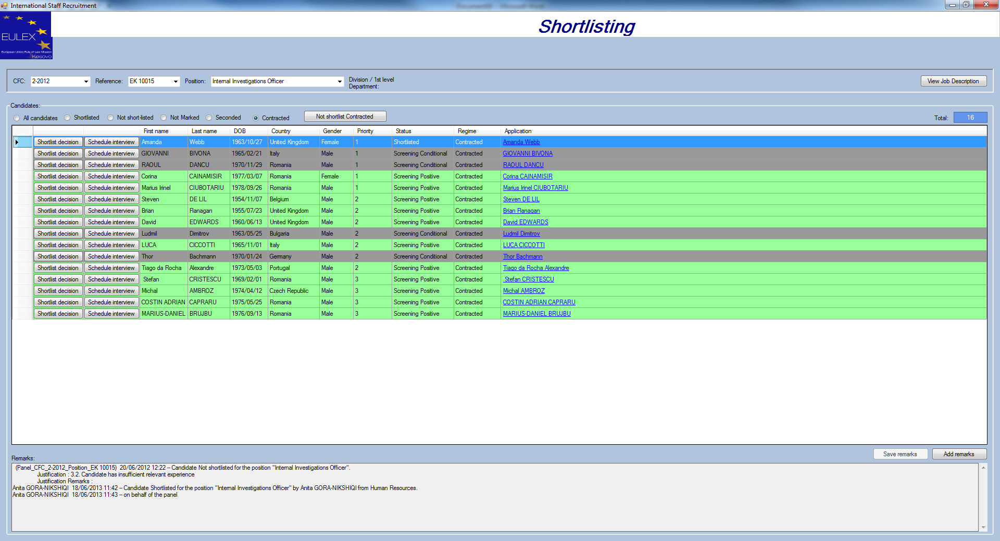 International Staff Recruitment
Shortlisting
EULEX
European Union Rule of Law Mission
Kosovo
CFC: 2-2012 Reference: EK 10015 Position: Internal Investigations Officer Division / 1st level
Department:
View Job Description
Candidates:
All candidates Shortlisted Not short-listed Not Marked Seconded Contracted Not shortlist Contracted Total: 16
First name Last name DOB Country Gender Priority Status Regime Application
Shortlist decision Schedule interview Amanda Webb 1963/10/27 United Kingdom Female 1 Shortlisted Contracted Amanda Webb
Shortlist decision Schedule interview GIOVANNI BIVONA 1965/02/21 Italy Male 1 Screening Conditional Contracted GIOVANNI BIVONA
Shortlist decision Schedule interview RAOUL DANCU 1970/11/29 Romania Male 1 Screening Conditional Contracted RAOUL DANCU
Shortlist decision Schedule interview Corina CAINAMISIR 1977/03/07 Romania Female 1 Screening Positive Contracted Corina CAINAMISIR
Shortlist decision Schedule interview Marius Irinel CIUBOTARIU 1978/09/26 Romania Male 1 Screening Positive Contracted Marius Irinel CIUBOTARIU
Shortlist decision Schedule interview Steven DE LIL 1954/11/07 Belgium Male 2 Screening Positive Contracted Steven DE LIL
Shortlist decision Schedule interview Brian Flanagan 1955/07/23 United Kingdom Male 2 Screening Positive Contracted Brian Flanagan
Shortlist decision Schedule interview David EDWARDS 1960/06/13 United Kingdom Male 2 Screening Positive Contracted David EDWARDS
Shortlist decision Schedule interview Ludmil Dimitrov 1963/05/25 Bulgaria Male 2 Screening Conditional Contracted Ludmil Dimitrov
Shortlist decision Schedule interview LUCA CICCOTTI 1965/11/01 Italy Male 2 Screening Positive Contracted LUCA CICCOTTI
Shortlist decision Schedule interview Thor Bachmann 1970/01/24 Germany Male 2 Screening Conditional Contracted Thor Bachmann
Shortlist decision Schedule interview Tiago da Rocha Alexandre 1973/05/03 Portugal Male 2 Screening Positive Contracted Tiago da Rocha Alexandre
Shortlist decision Schedule interview Stefan CRISTESCU 1969/02/01 Romania Male 3 Screening Positive Contracted Stefan CRISTESCU
Shortlist decision Schedule interview Michal AMBROZ 1974/04/12 Czech Republic Male 3 Screening Positive Contracted Michal AMBROZ
Shortlist decision Schedule interview COSTIN ADRIAN CAPRARU 1975/05/25 Romania Male 3 Screening Positive Contracted COSTIN ADRIAN CAPRARU
Shortlist decision Schedule interview MARIUS-DANIEL BRUJBU 1976/09/13 Romania Male 3 Screening Positive Contracted MARIUS-DANIEL BRUJBU
Save remarks Add remarks
Remarks:
(Panel_CFC_2-2012_Position_EK 10015) 20/06/2012 12:22 -- Candidate Not shortlisted for the position "Internal Investigations Officer".
Justification : 3.2. Candidate has insufficient relevant experience
Justification Remarks :
Anita GORA-NIKSHIQI 18/06/2013 11:42 -- Candidate Shortlisted for the position "Internal Investigations Officer" by Anita GORA-NIKSHIQI from Human Resources.
Anita GORA-NIKSHIQI 18/06/2013 11:43 -- on behalf of the panel